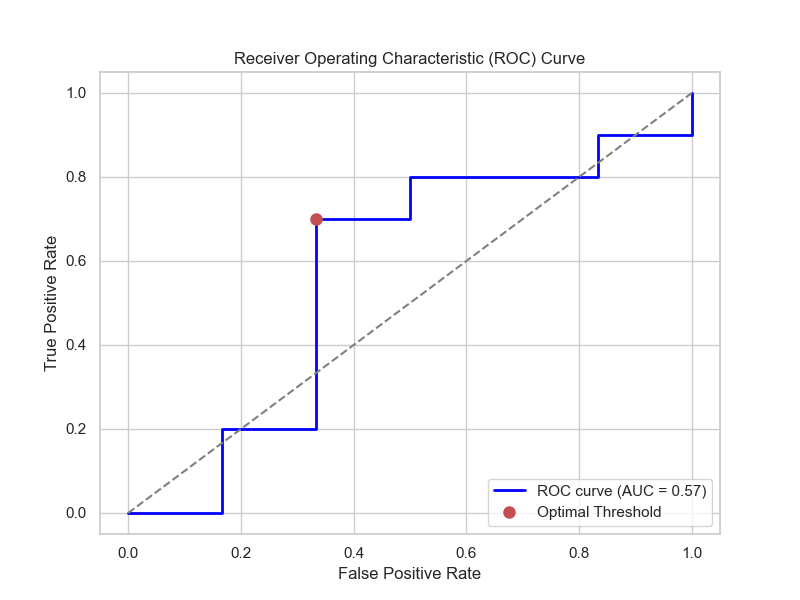 Receiver Operating Characteristic (ROC) Curve
True Positive Rate
1.0
0.8
0.6
0.4
0.2
0.0
ROC curve (AUC = 0.57)
Optimal Threshold
0.0 0.2 0.4 0.6 0.8 1.0
False Positive Rate